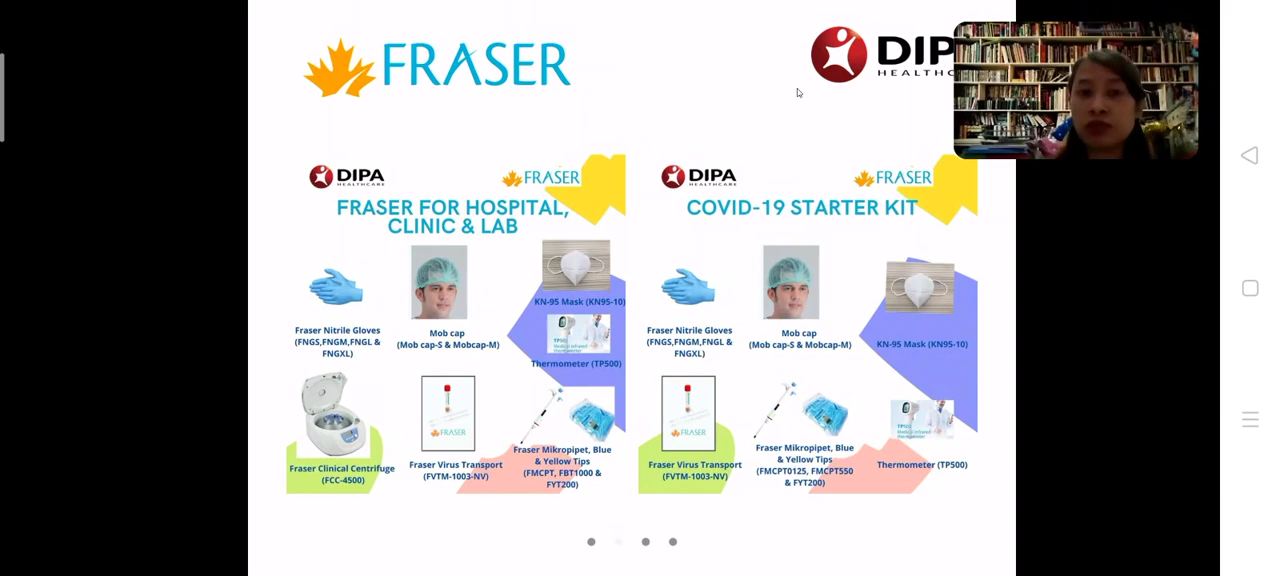 FRASER
DIP
HEALTHC
DIPA
HEALTHCARE
FRASER
FRASER FOR HOSPITAL,
CLINIC & LAB
KN-95 Mask (KN95-10)
Fraser Nitrile Gloves
(FNGS,FNGM,FNGL &
FNGXL)
Mob cap
(Mob cap-S & Mobcap-M)
Thermometer (TP500)
FRASER
Fraser Clinical Centrifuge
(FCC-4500)
Fraser Virus Transport
(FVTM-1003-NV)
Fraser Mikropipet, Blue
& Yellow Tips
(FMCPT, FBT1000 &
FYT200)
DIPA
HEALTHCARE
FRASER
COVID-19 STARTER KIT
Fraser Nitrile Gloves
(FNGS,FNGM,FNGL &
FNGXL)
Mob cap
(Mob cap-S & Mobcap-M)
KN-95 Mask (KN95-10)
FRASER
Fraser Virus Transport
(FVTM-1003-NV)
Fraser Mikropipet, Blue
& Yellow Tips
(FMCPT0125, FMCPT550
& FYT200)
Thermometer (TP500)